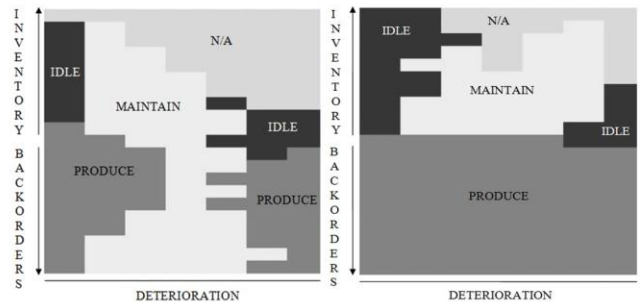 INVENTORY
BACKORDERS
N/A
IDLE
MAINTAIN
IDLE
PRODUCE
PRODUCE
DETERIORATION
INVENTORY
BACKORDERS
N/A
IDLE
MAINTAIN
IDLE
PRODUCE
DETERIORATION